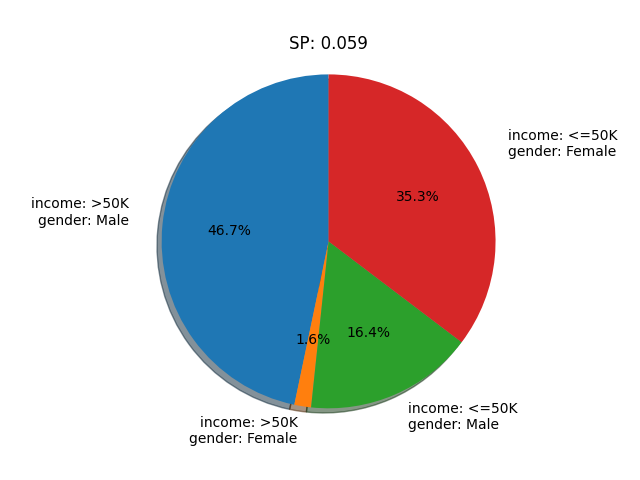 SP: 0.059
income: <=50K
gender: Female
35.3%
income: >50K
gender: Male
46.7%
1.6%
16.4%
income: >50K
gender: Female
income: <=50K
gender: Male